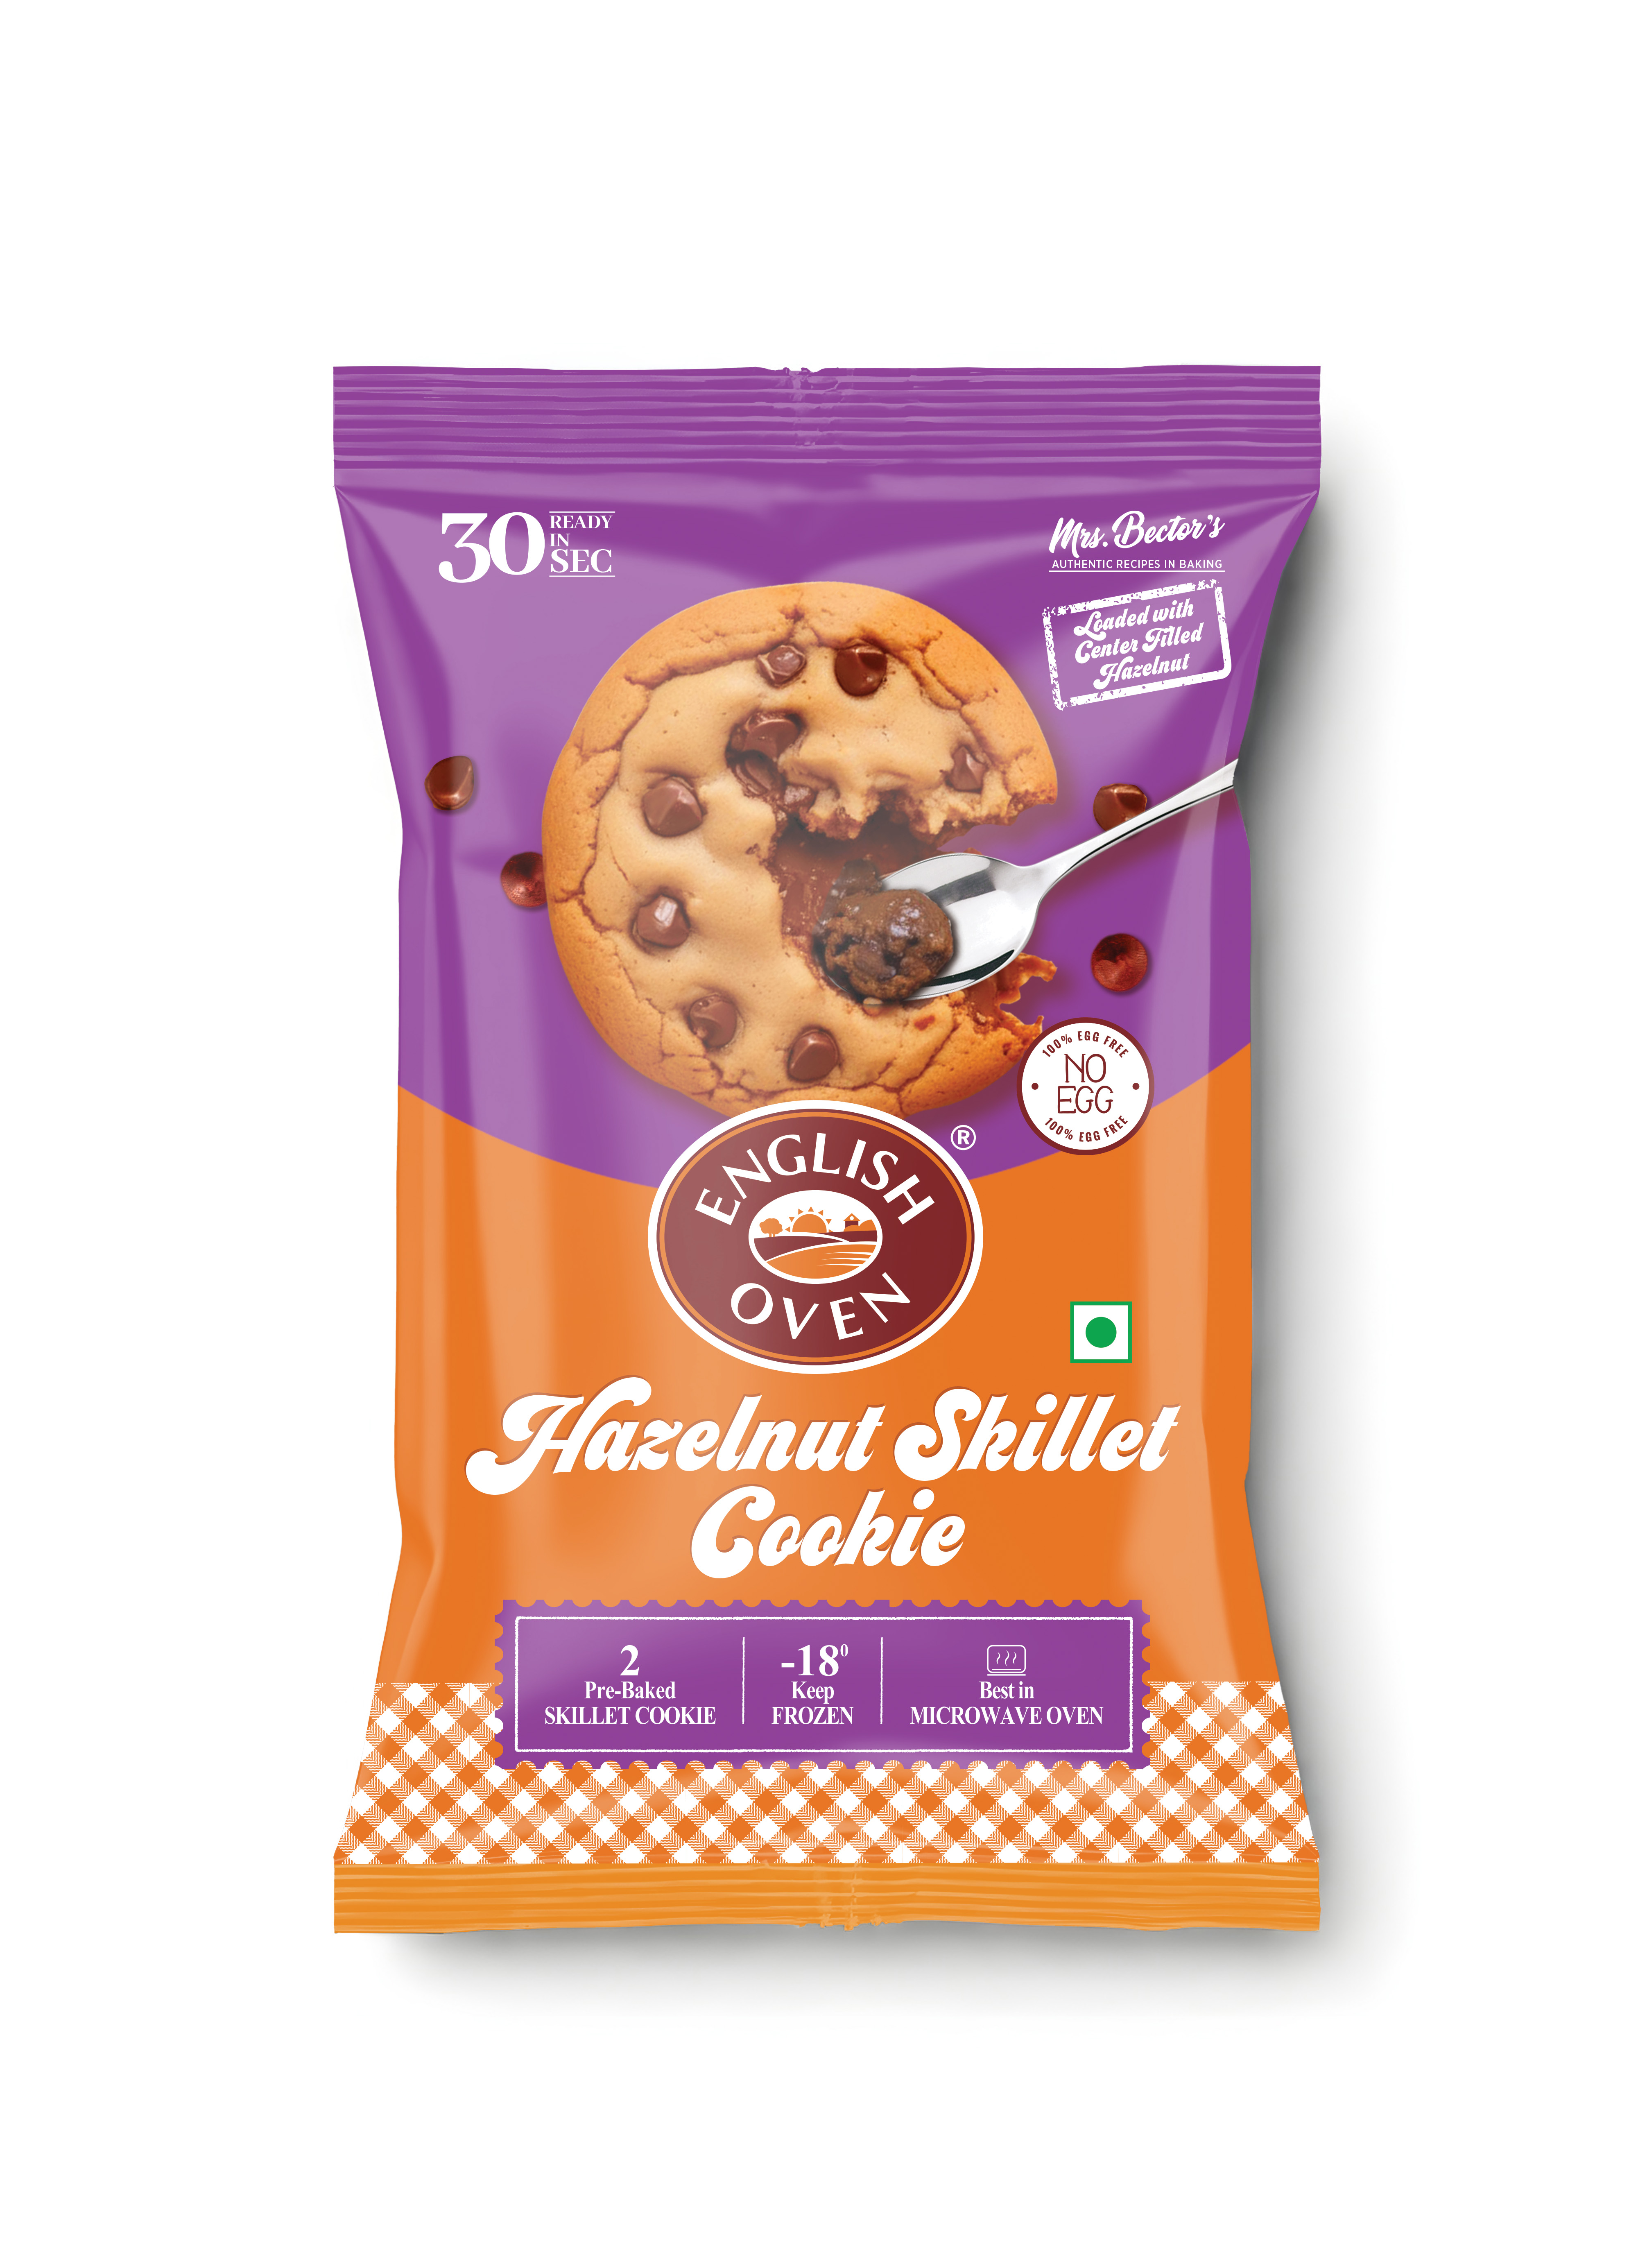 30 READY
IN
SEC
Mrs. Bector's
AUTHENTIC RECIPES IN BAKING
Loaded with
Center Filled
Hazelnut
100% EGG FREE
NO
EGG
100% EGG FREE
ENGLISH
OVEN
®
Hazelnut Skillet
Cookie
2
Pre-Baked
SKILLET COOKIE
-18⁰
Keep
FROZEN
Best in
MICROWAVE OVEN